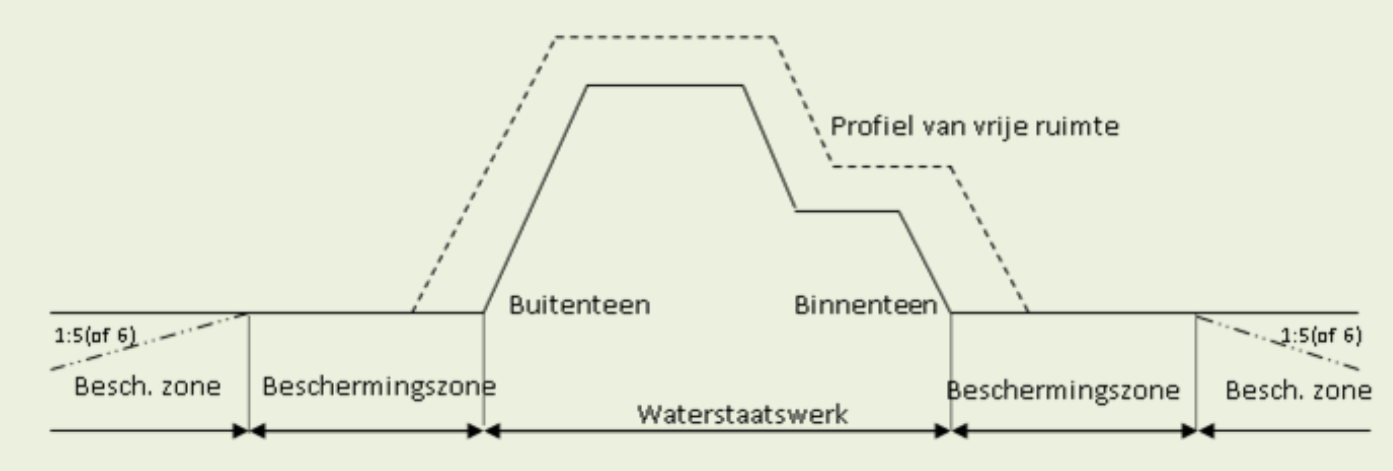 Profiel van vrije ruimte
Buitenteen
Binnenteen
1:5(of 6)
1:5(of 6)
Besch. zone
Beschermingszone
Waterstaatswerk
Beschermingszone
Besch. zone